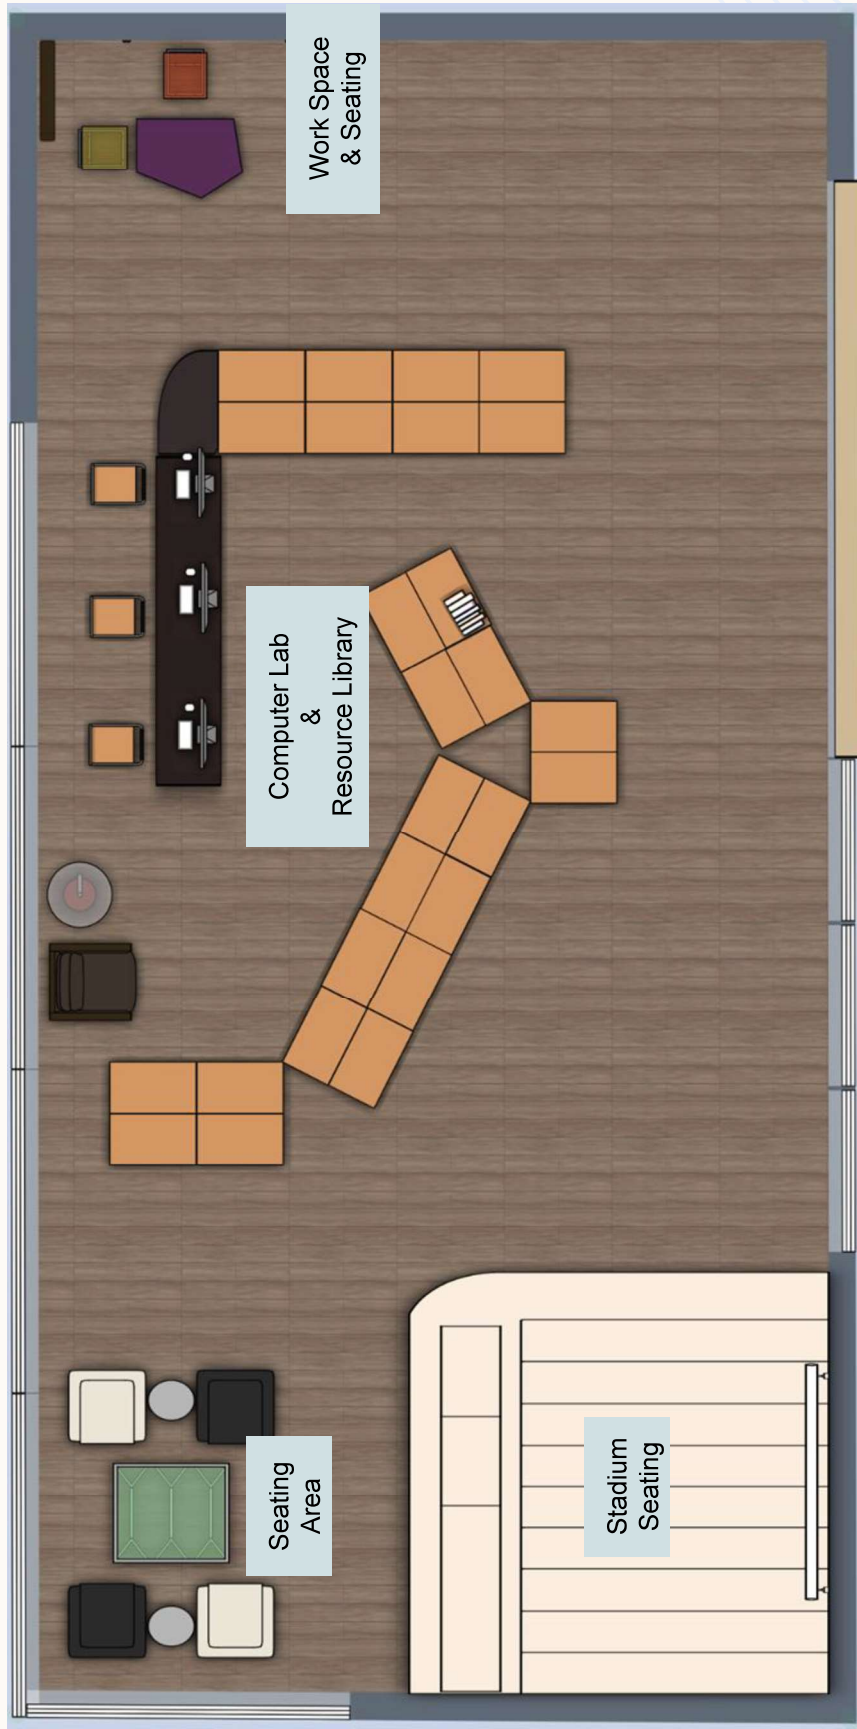 Work Space
& Seating
Computer Lab
&
Resource Library
Seating
Area
Stadium
Seating